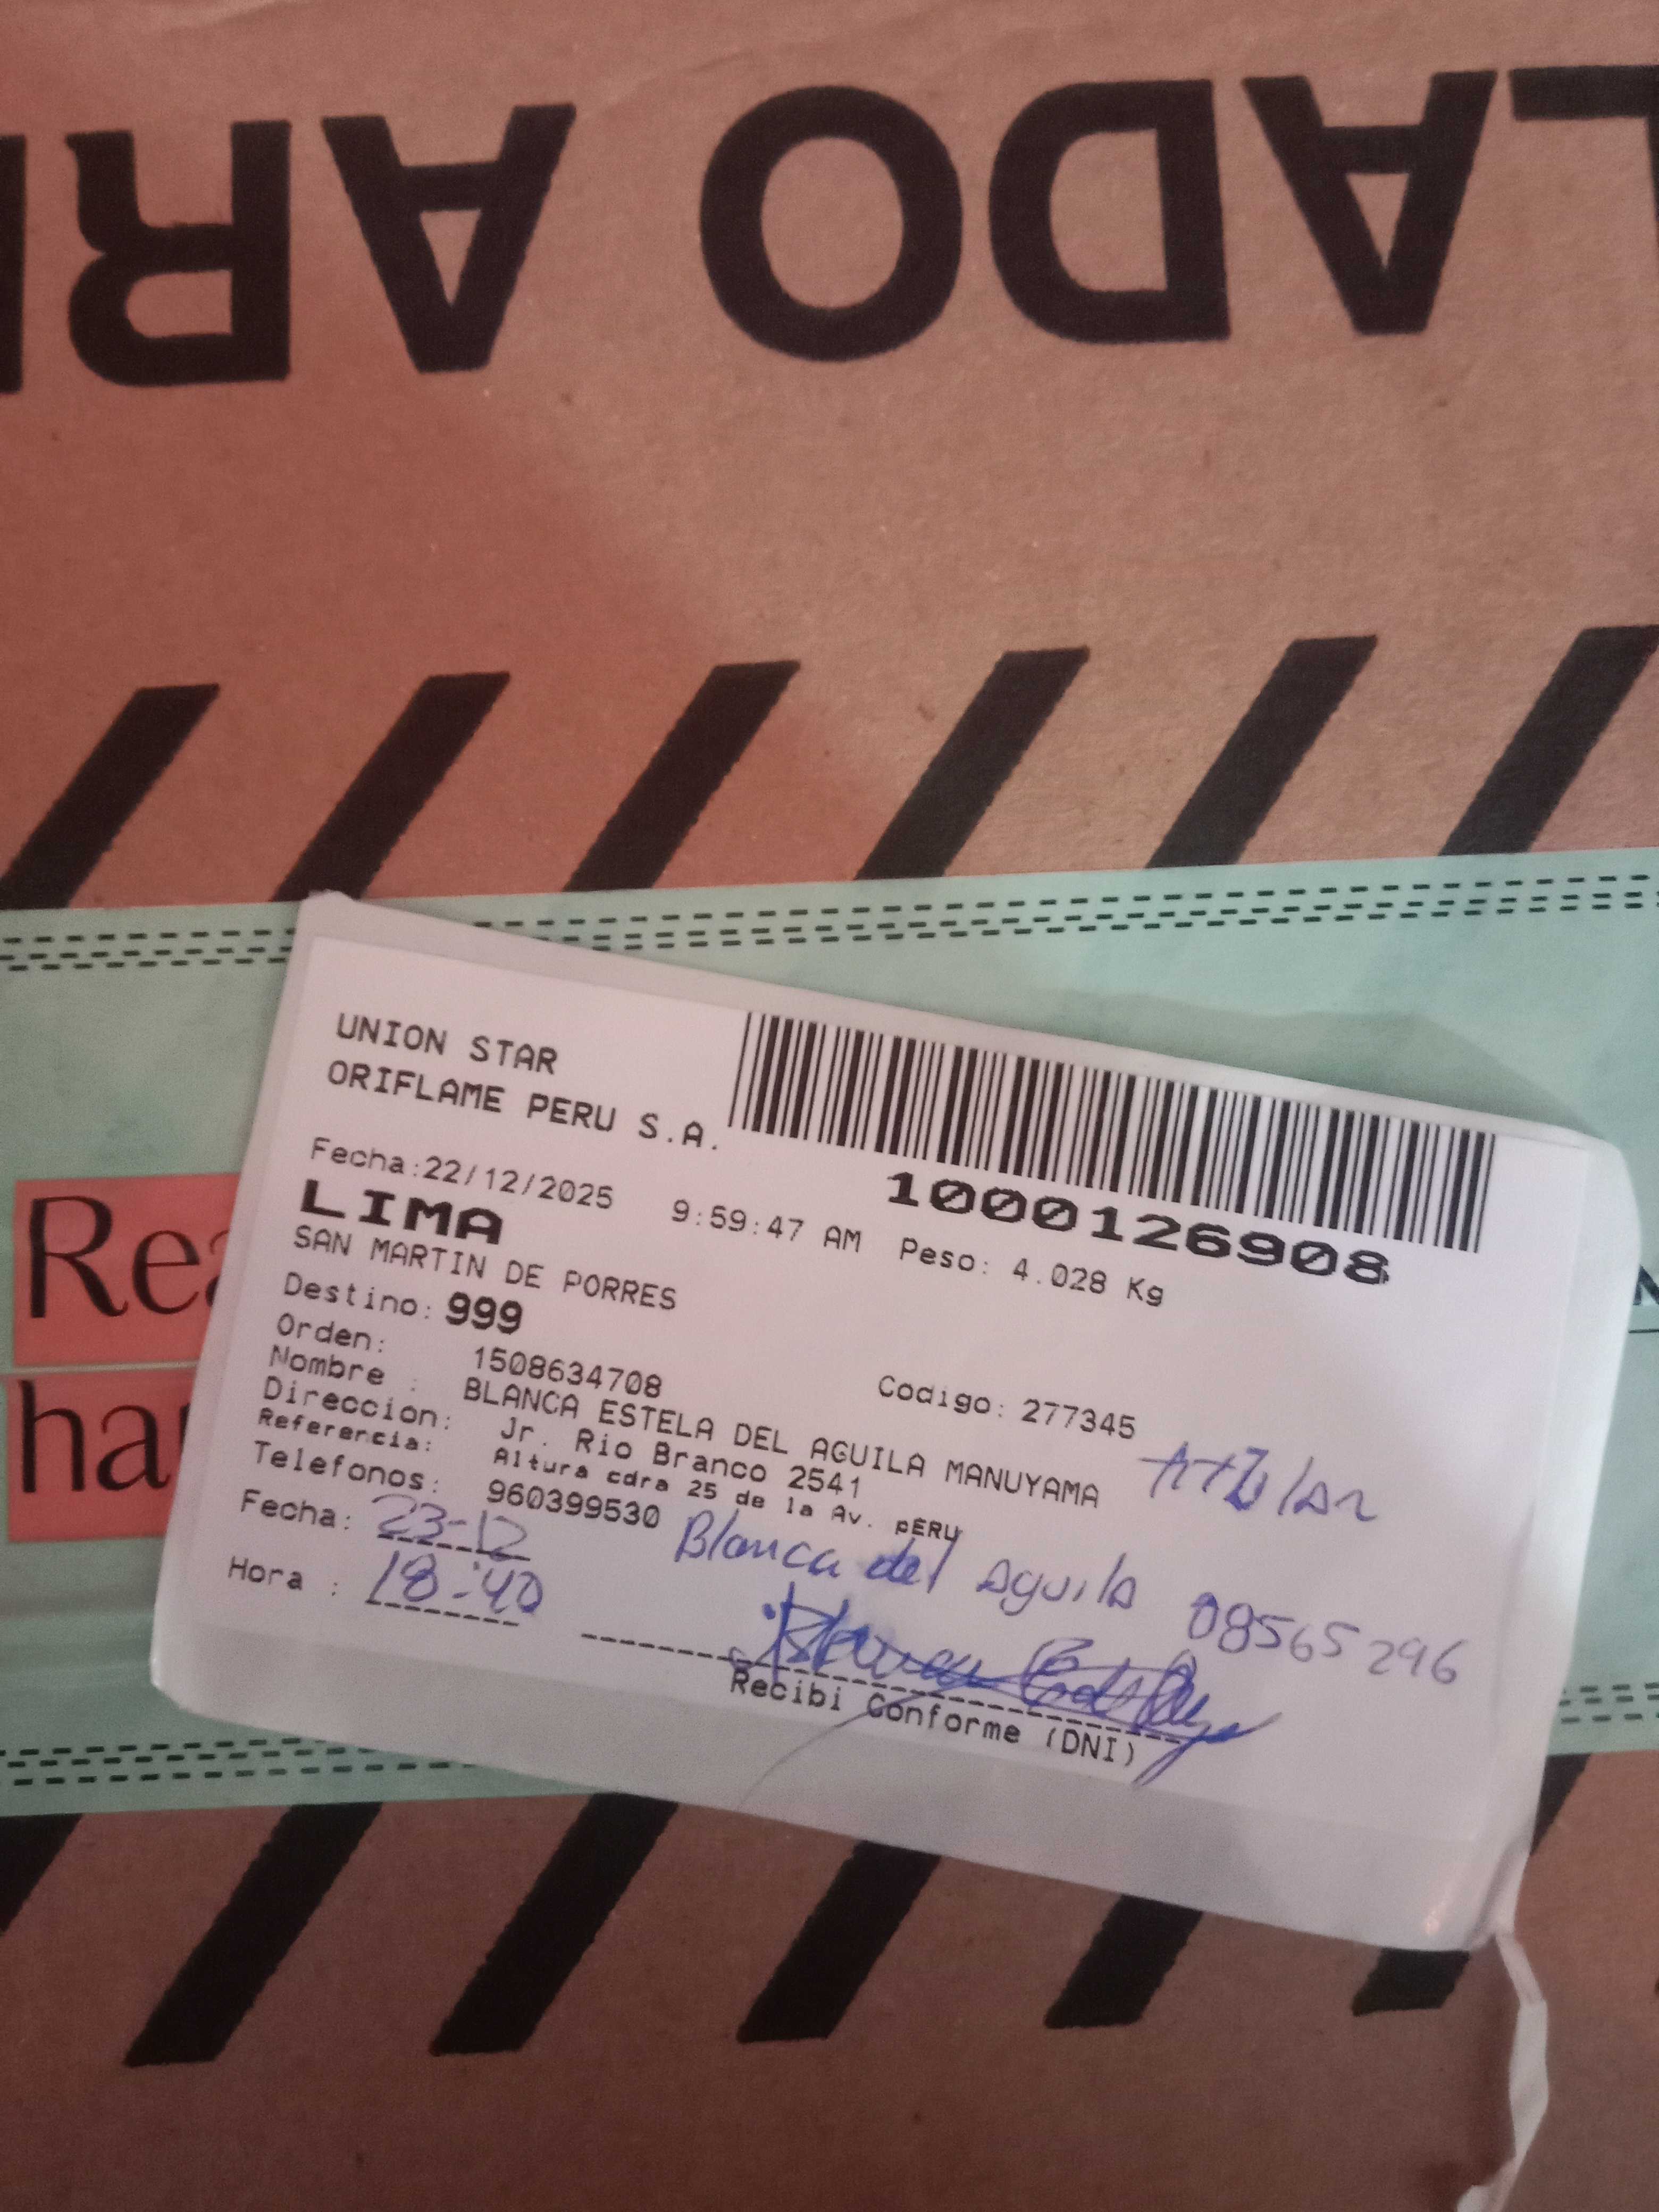 LADO AR
UNION STAR
ORIFLAME PERU S.A.
1000126908
Fecha:22/12/2025 9:59:47 AM Peso: 4.028 Kg
LIMA
SAN MARTIN DE PORRES
Destino: 999
Orden: 1508634708 Codigo: 277345
Nombre : BLANCA ESTELA DEL AGUILA MANUYAMA
Direccion: Jr. Rio Branco 2541
Referencia: Altura cdra 25 de la Av. pERU
Telefonos: 960399530
Blanca del Aguila 08565296
Fecha: 23-12
Hora : 18:40
Recibi Conforme (DNI)
Rea
ha